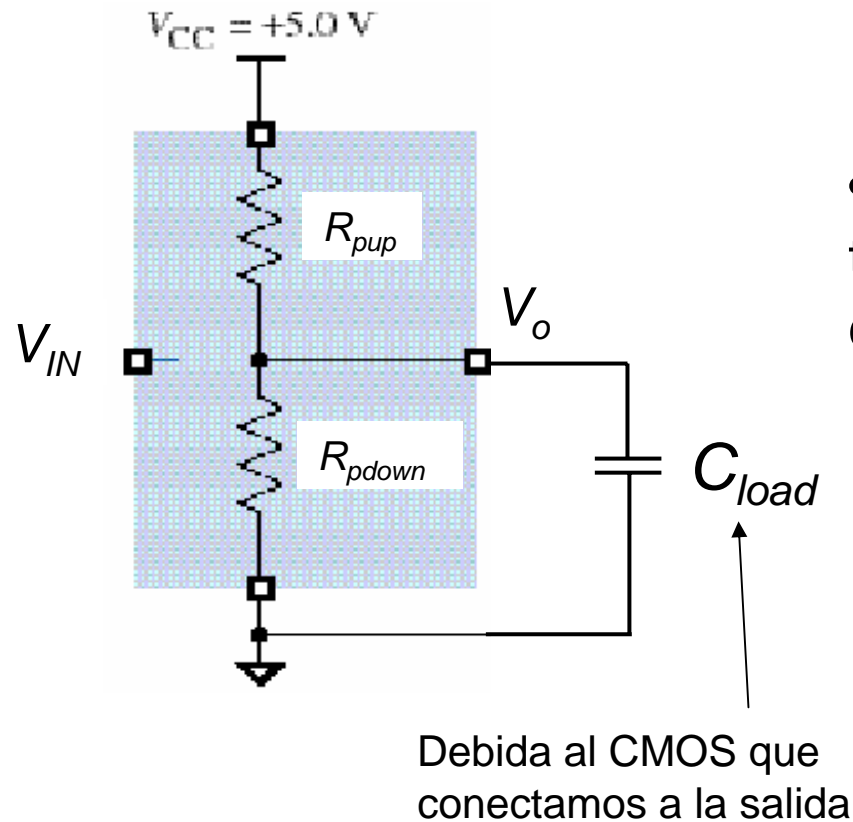 V_CC = +5.0 V
R_pup
V_o
V_IN
R_pdown
C_load
Debida al CMOS que
conectamos a la salida